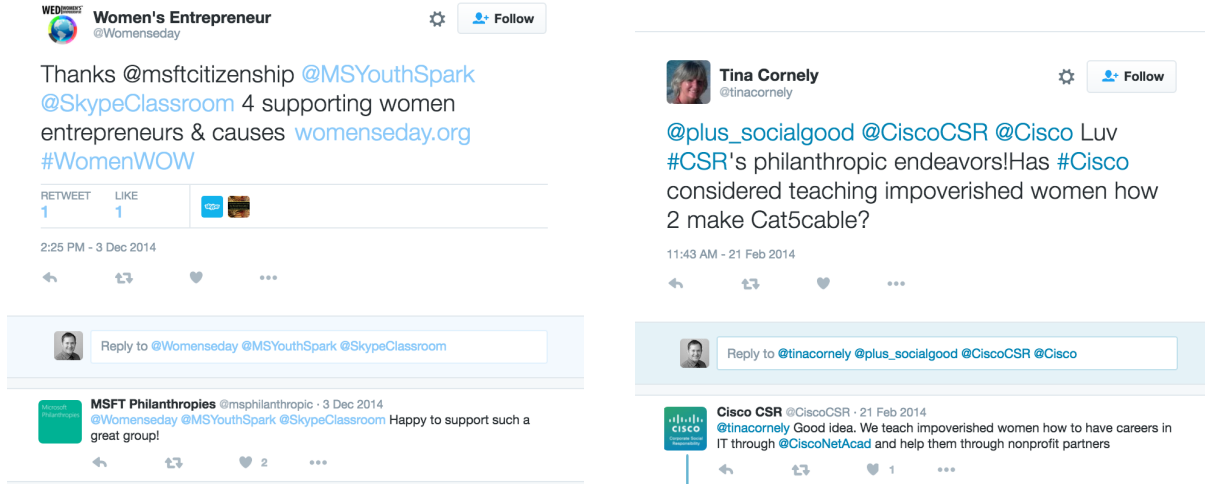 WED WOMEN'S
Women's Entrepreneur
@Womenseday
Follow
Thanks @msftcitizenship @MSYouthSpark
@SkypeClassroom 4 supporting women
entrepreneurs & causes womenseday.org
#WomenWOW
RETWEET LIKE
1 1
skype
2:25 PM - 3 Dec 2014
Reply to @Womenseday @MSYouthSpark @SkypeClassroom
Microsoft
Philanthropies
MSFT Philanthropies @msphilanthropic · 3 Dec 2014
@Womenseday @MSYouthSpark @SkypeClassroom Happy to support such a
great group!
2
Tina Cornely
@tinacornely
Follow
@plus_socialgood @CiscoCSR @Cisco Luv
#CSR's philanthropic endeavors!Has #Cisco
considered teaching impoverished women how
2 make Cat5cable?
11:43 AM - 21 Feb 2014
Reply to @tinacornely @plus_socialgood @CiscoCSR @Cisco
CISCO
Corporate Social
Responsibility
Cisco CSR @CiscoCSR · 21 Feb 2014
@tinacornely Good idea. We teach impoverished women how to have careers in
IT through @CiscoNetAcad and help them through nonprofit partners
1